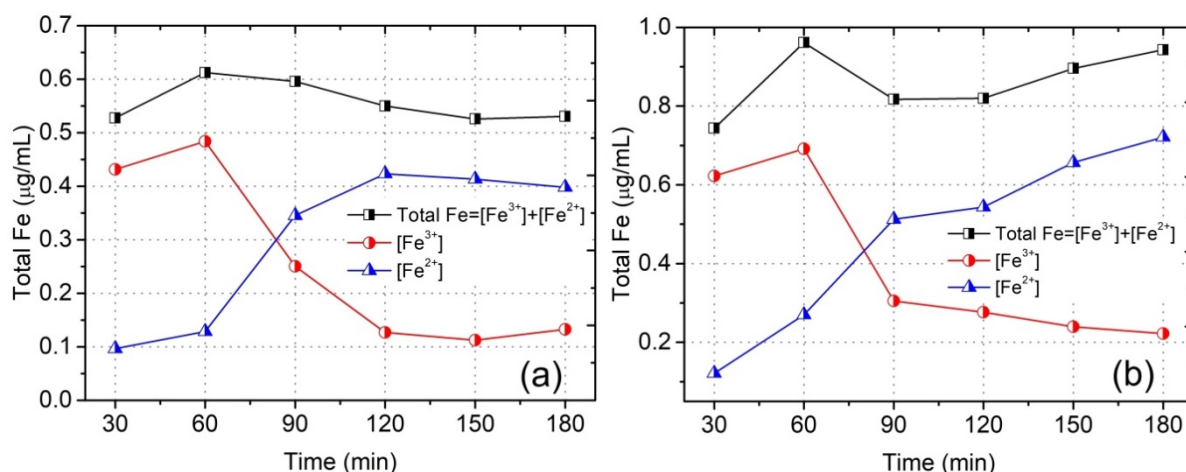 0.7
0.6
0.5
0.4
0.3
0.2
0.1
0.0
Total Fe (μg/mL)
Total Fe=[Fe³⁺]+[Fe²⁺]
[Fe³⁺]
[Fe²⁺]
(a)
30 60 90 120 150 180
Time (min)
1.0
0.8
0.6
0.4
0.2
Total Fe (μg/mL)
Total Fe=[Fe³⁺]+[Fe²⁺]
[Fe³⁺]
[Fe²⁺]
(b)
30 60 90 120 150 180
Time (min)